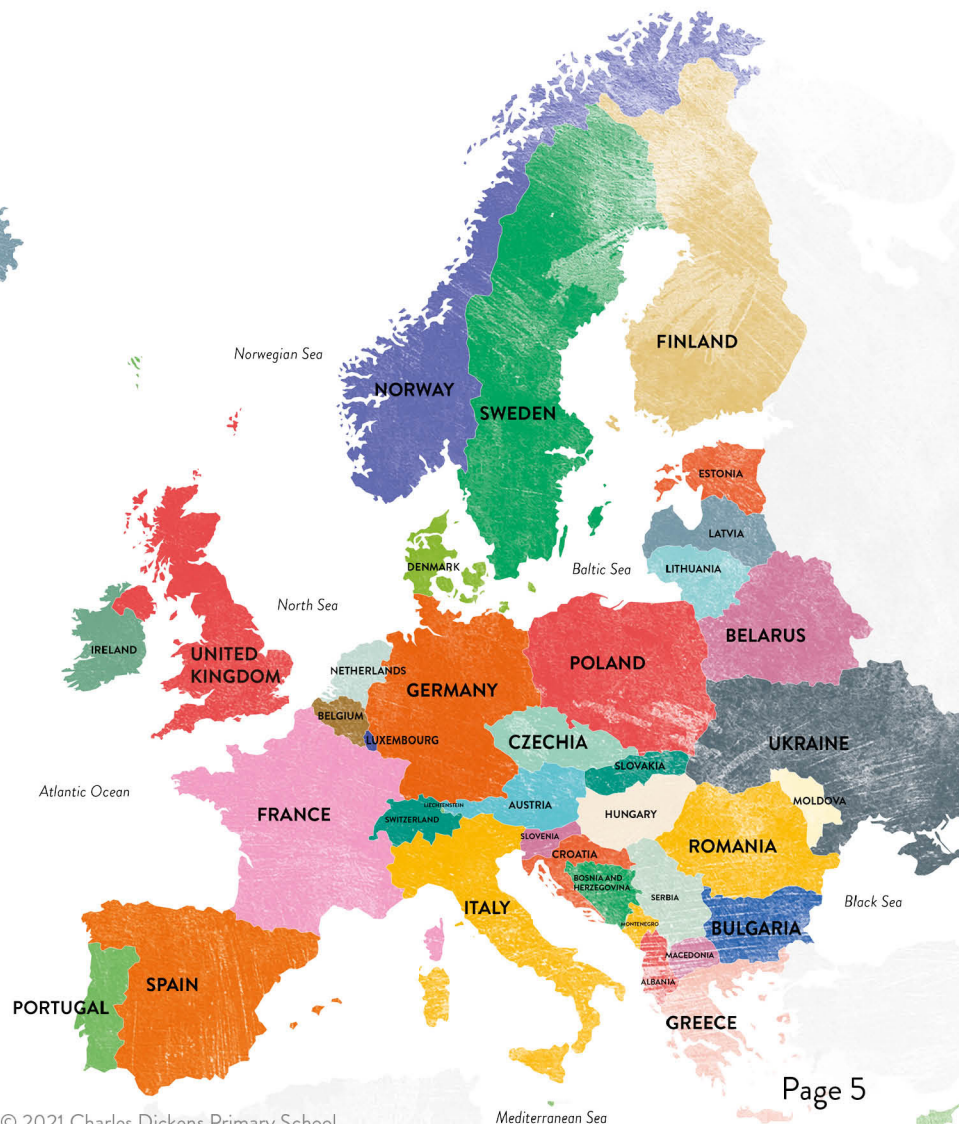 FINLAND
Norwegian Sea
NORWAY
SWEDEN
ESTONIA
LATVIA
DENMARK
Baltic Sea
LITHUANIA
North Sea
BELARUS
IRELAND
UNITED
KINGDOM
POLAND
NETHERLANDS
GERMANY
BELGIUM
LUXEMBOURG
CZECHIA
UKRAINE
SLOVAKIA
Atlantic Ocean
FRANCE
LIECHTENSTEIN
SWITZERLAND
AUSTRIA
HUNGARY
MOLDOVA
SLOVENIA
ROMANIA
CROATIA
BOSNIA AND
HERZEGOVINA
SERBIA
Black Sea
ITALY
MONTENEGRO
BULGARIA
MACEDONIA
SPAIN
ALBANIA
PORTUGAL
GREECE
Page 5
© 2021 Charles Dickens Primary School
Mediterranean Sea